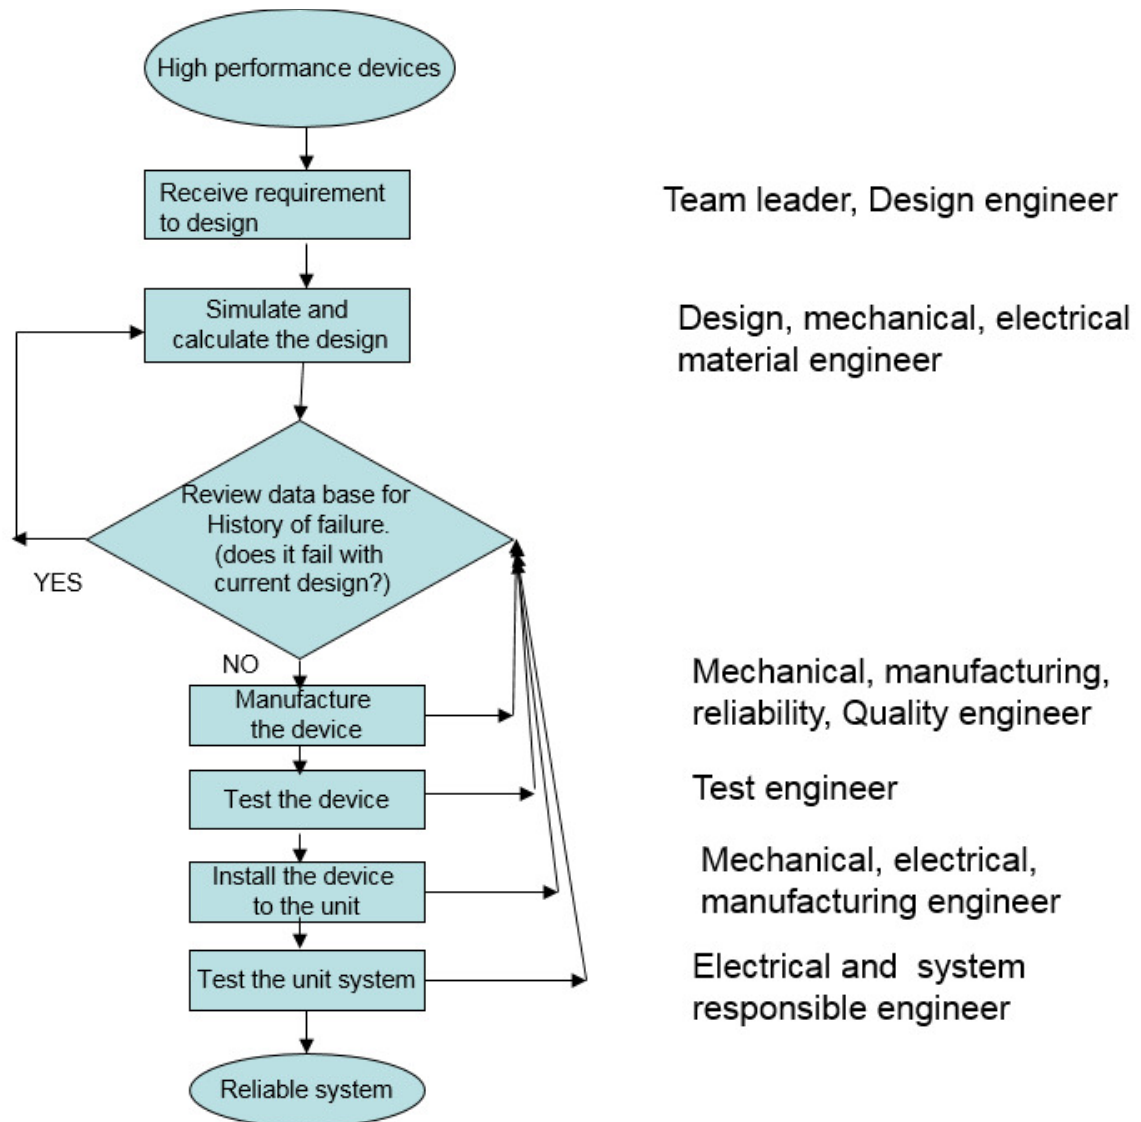 High performance devices
Receive requirement
to design
Team leader, Design engineer
Simulate and
calculate the design
Design, mechanical, electrical
material engineer
Review data base for
History of failure.
(does it fail with
current design?)
YES
NO
Manufacture
the device
Mechanical, manufacturing,
reliability, Quality engineer
Test the device
Test engineer
Install the device
to the unit
Mechanical, electrical,
manufacturing engineer
Test the unit system
Electrical and system
responsible engineer
Reliable system